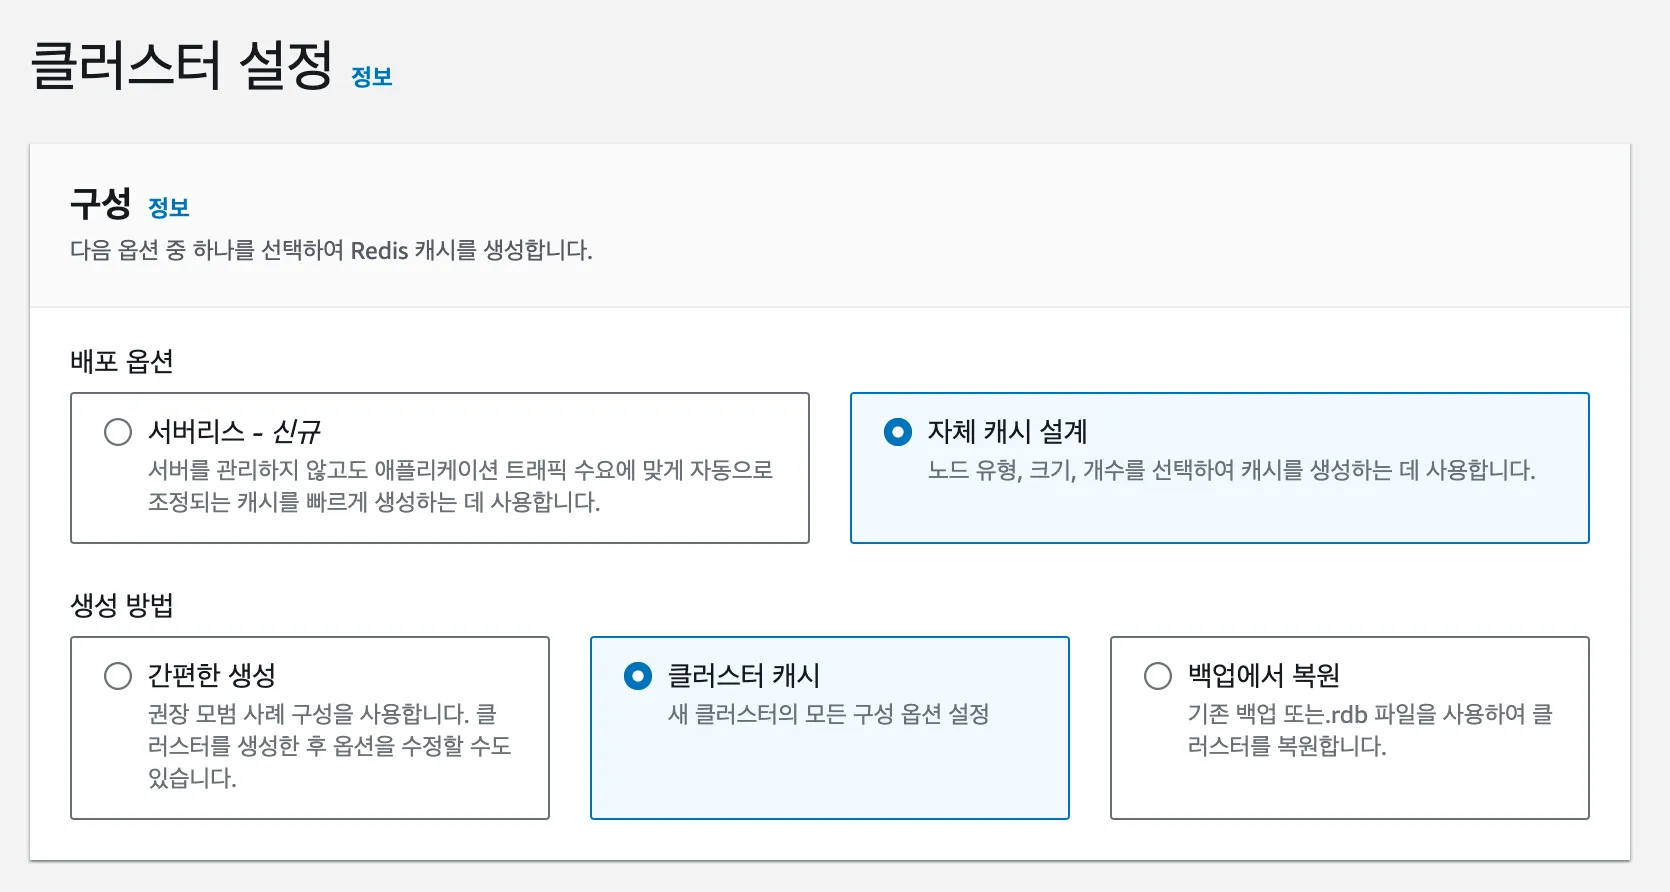 클러스터 설정 정보
구성 정보
다음 옵션 중 하나를 선택하여 Redis 캐시를 생성합니다.
배포 옵션
서버리스 - 신규
서버를 관리하지 않고도 애플리케이션 트래픽 수요에 맞게 자동으로
조정되는 캐시를 빠르게 생성하는 데 사용합니다.
자체 캐시 설계
노드 유형, 크기, 개수를 선택하여 캐시를 생성하는 데 사용합니다.
생성 방법
간편한 생성
권장 모범 사례 구성을 사용합니다. 클
러스터를 생성한 후 옵션을 수정할 수도
있습니다.
클러스터 캐시
새 클러스터의 모든 구성 옵션 설정
백업에서 복원
기존 백업 또는.rdb 파일을 사용하여 클
러스터를 복원합니다.